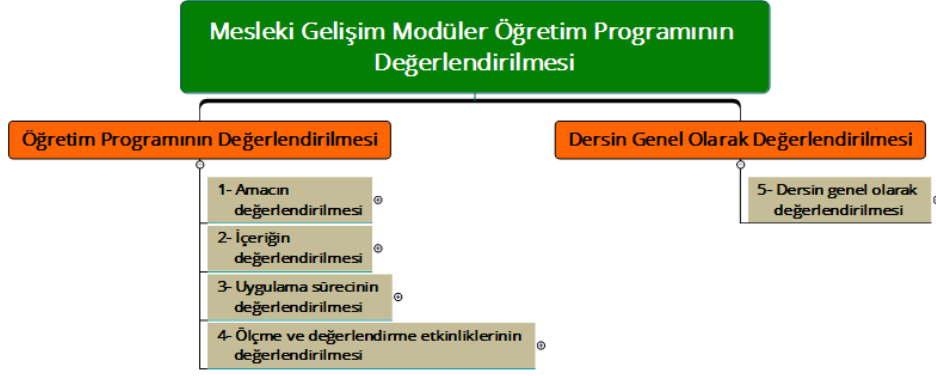 Mesleki Gelişim Modüler Öğretim Programının
Değerlendirilmesi
Öğretim Programının Değerlendirilmesi
1- Amacın
değerlendirilmesi
2- İçeriğin
değerlendirilmesi
3- Uygulama sürecinin
değerlendirilmesi
4- Ölçme ve değerlendirme etkinliklerinin
değerlendirilmesi
Dersin Genel Olarak Değerlendirilmesi
5- Dersin genel olarak
değerlendirilmesi